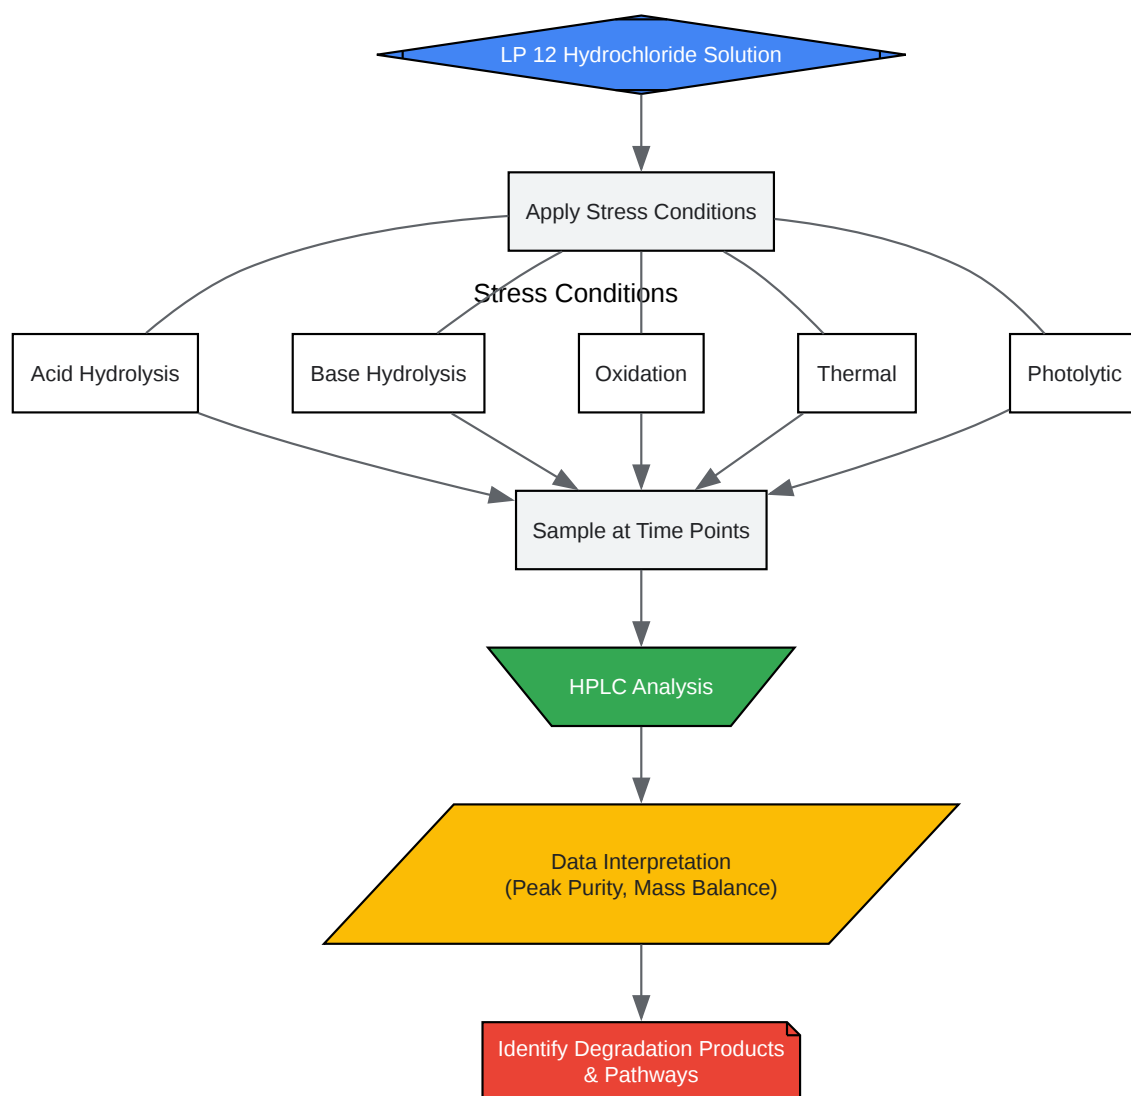 LP 12 Hydrochloride Solution
Apply Stress Conditions
Stress Conditions
Acid Hydrolysis
Base Hydrolysis
Oxidation
Thermal
Photolytic
Sample at Time Points
HPLC Analysis
Data Interpretation
(Peak Purity, Mass Balance)
Identify Degradation Products
& Pathways